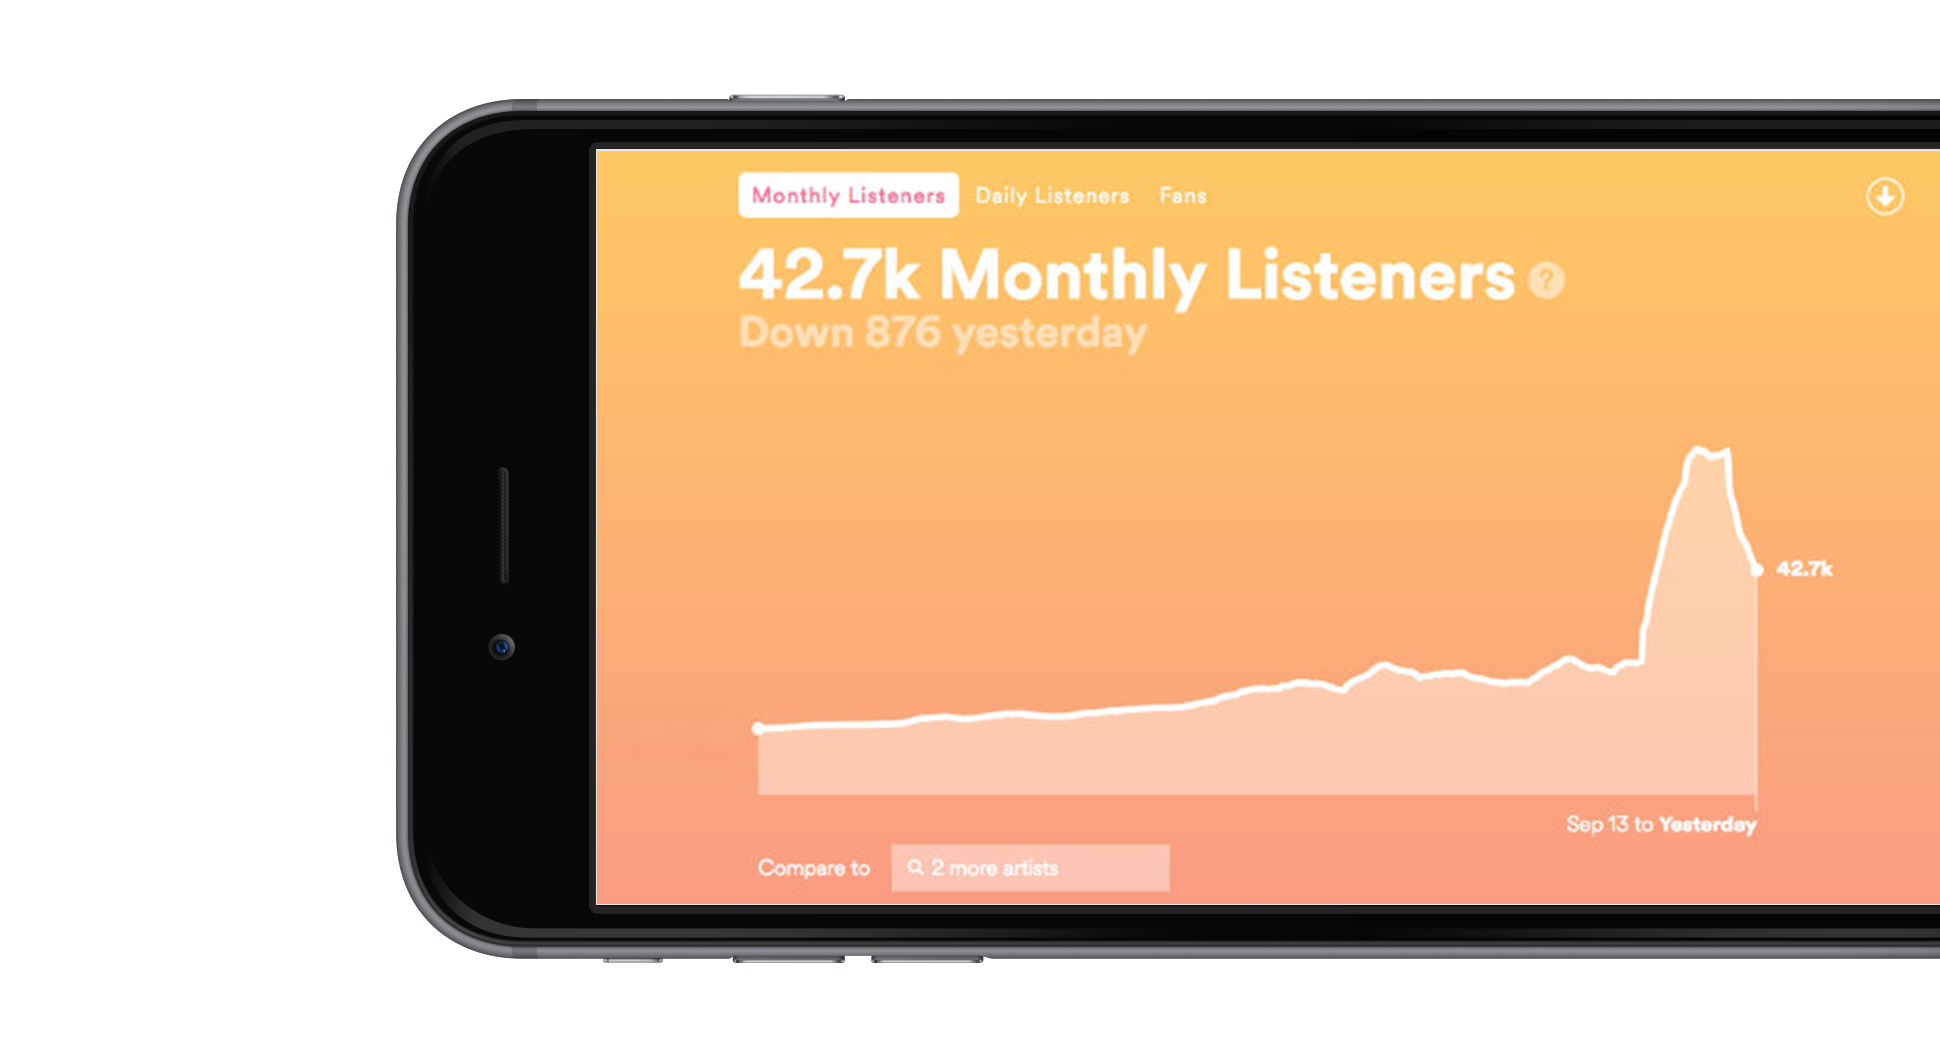 Monthly Listeners Daily Listeners Fans
42.7k Monthly Listeners ?
Down 876 yesterday
42.7k
Sep 13 to Yesterday
Compare to 2 more artists